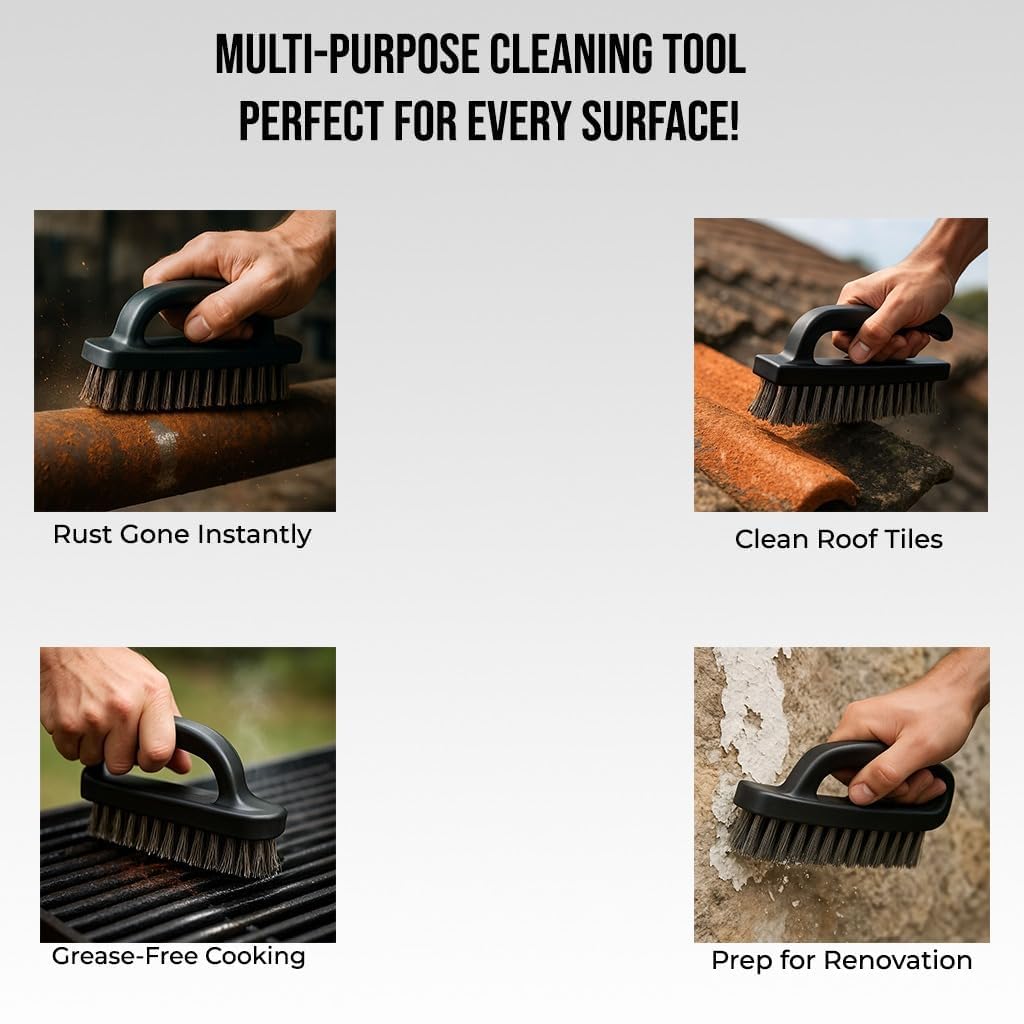 MULTI-PURPOSE CLEANING TOOL
PERFECT FOR EVERY SURFACE!
Rust Gone Instantly
Clean Roof Tiles
Grease-Free Cooking
Prep for Renovation